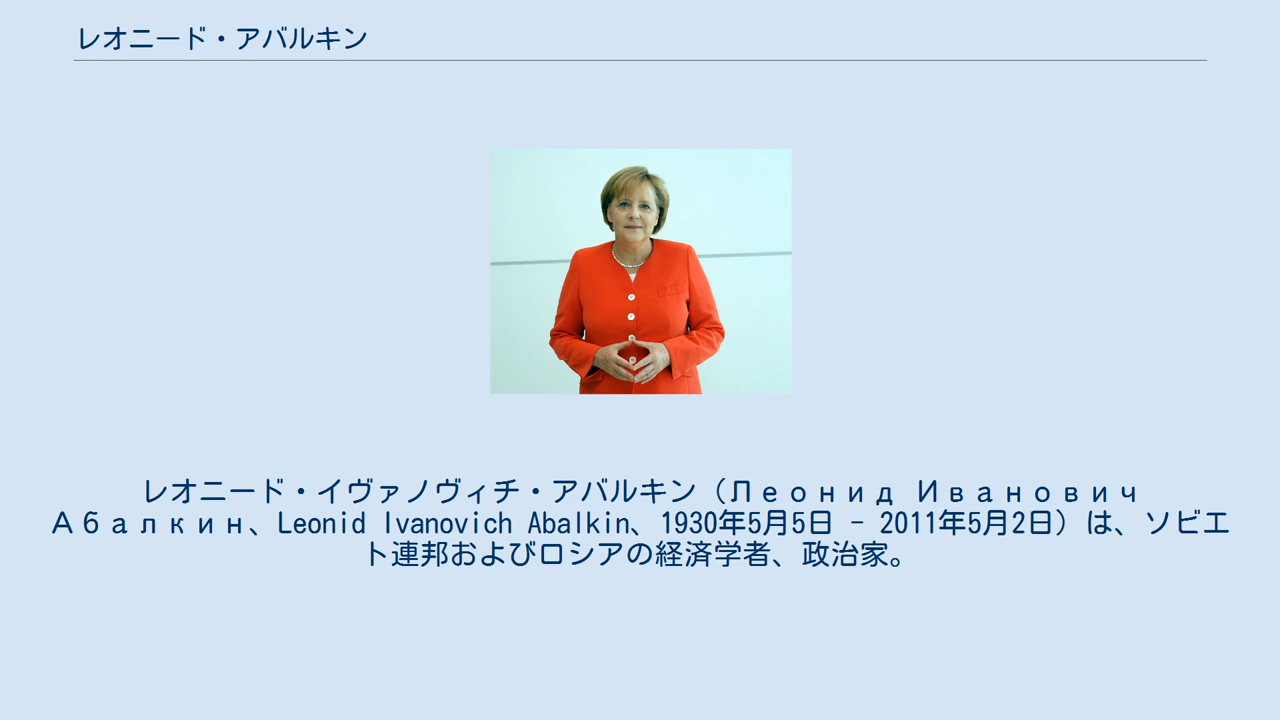 レオニード・アバルキン
レオニード・イヴァノヴィチ・アバルキン（Леонид Иванович
Абалкин、Leonid Ivanovich Abalkin、1930年5月5日 - 2011年5月2日）は、ソビエ
ト連邦およびロシアの経済学者、政治家。